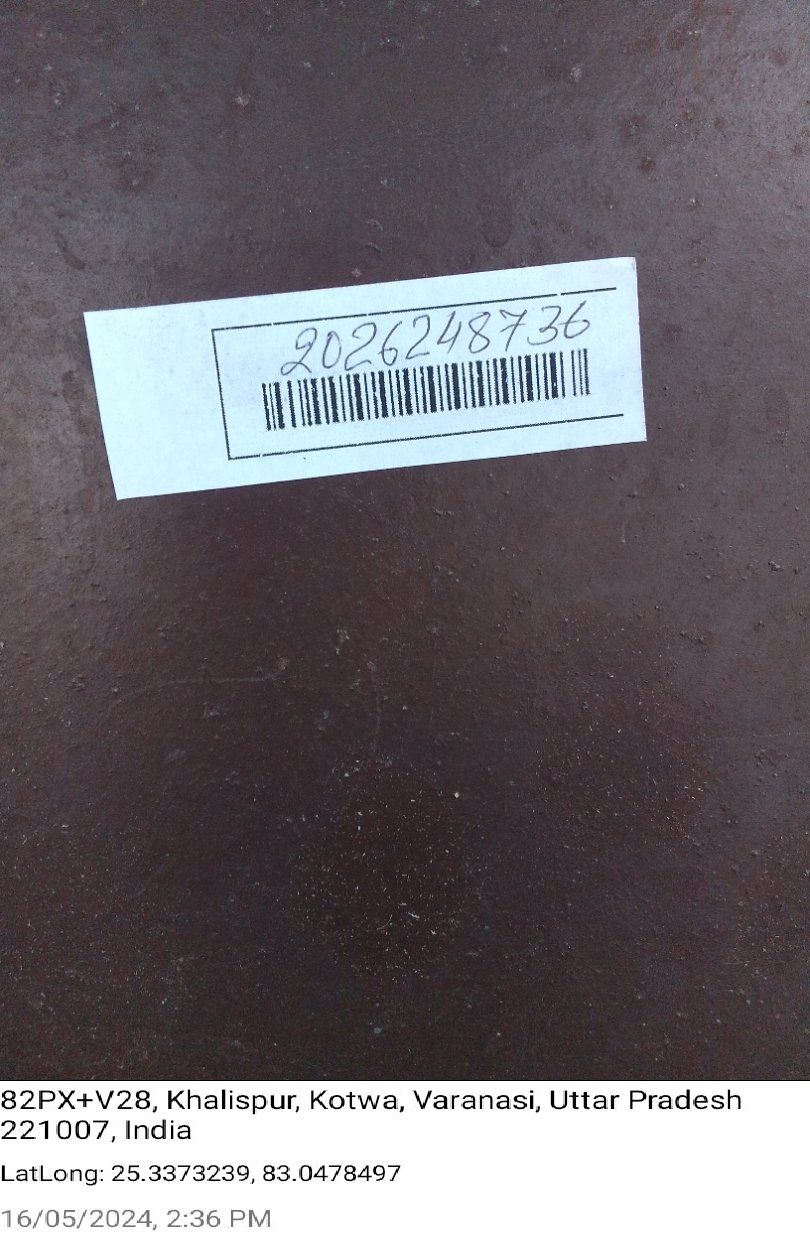 2026248736
82PX+V28, Khalispur, Kotwa, Varanasi, Uttar Pradesh
221007, India
LatLong: 25.3373239, 83.0478497
16/05/2024, 2:36 PM